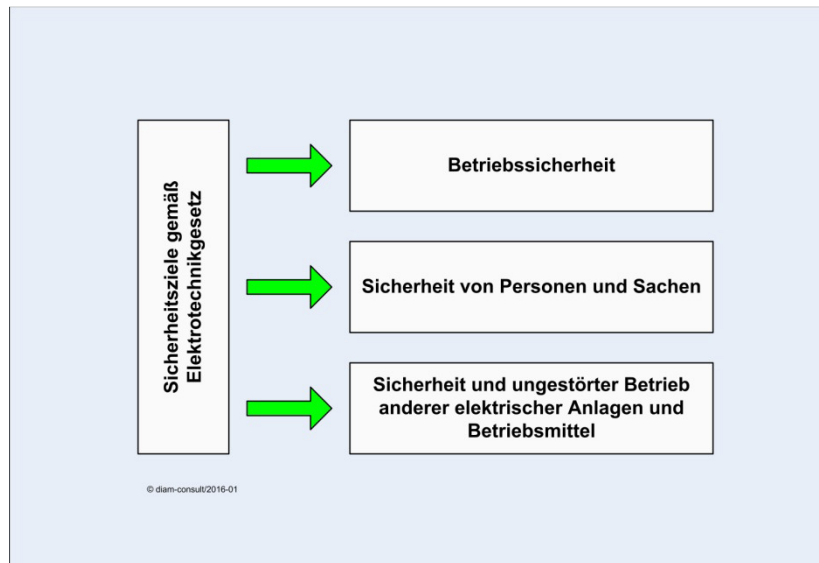 Sicherheitsziele gemäß
Elektrotechnikgesetz
Betriebssicherheit
Sicherheit von Personen und Sachen
Sicherheit und ungestörter Betrieb
anderer elektrischer Anlagen und
Betriebsmittel
© diam-consult/2016-01